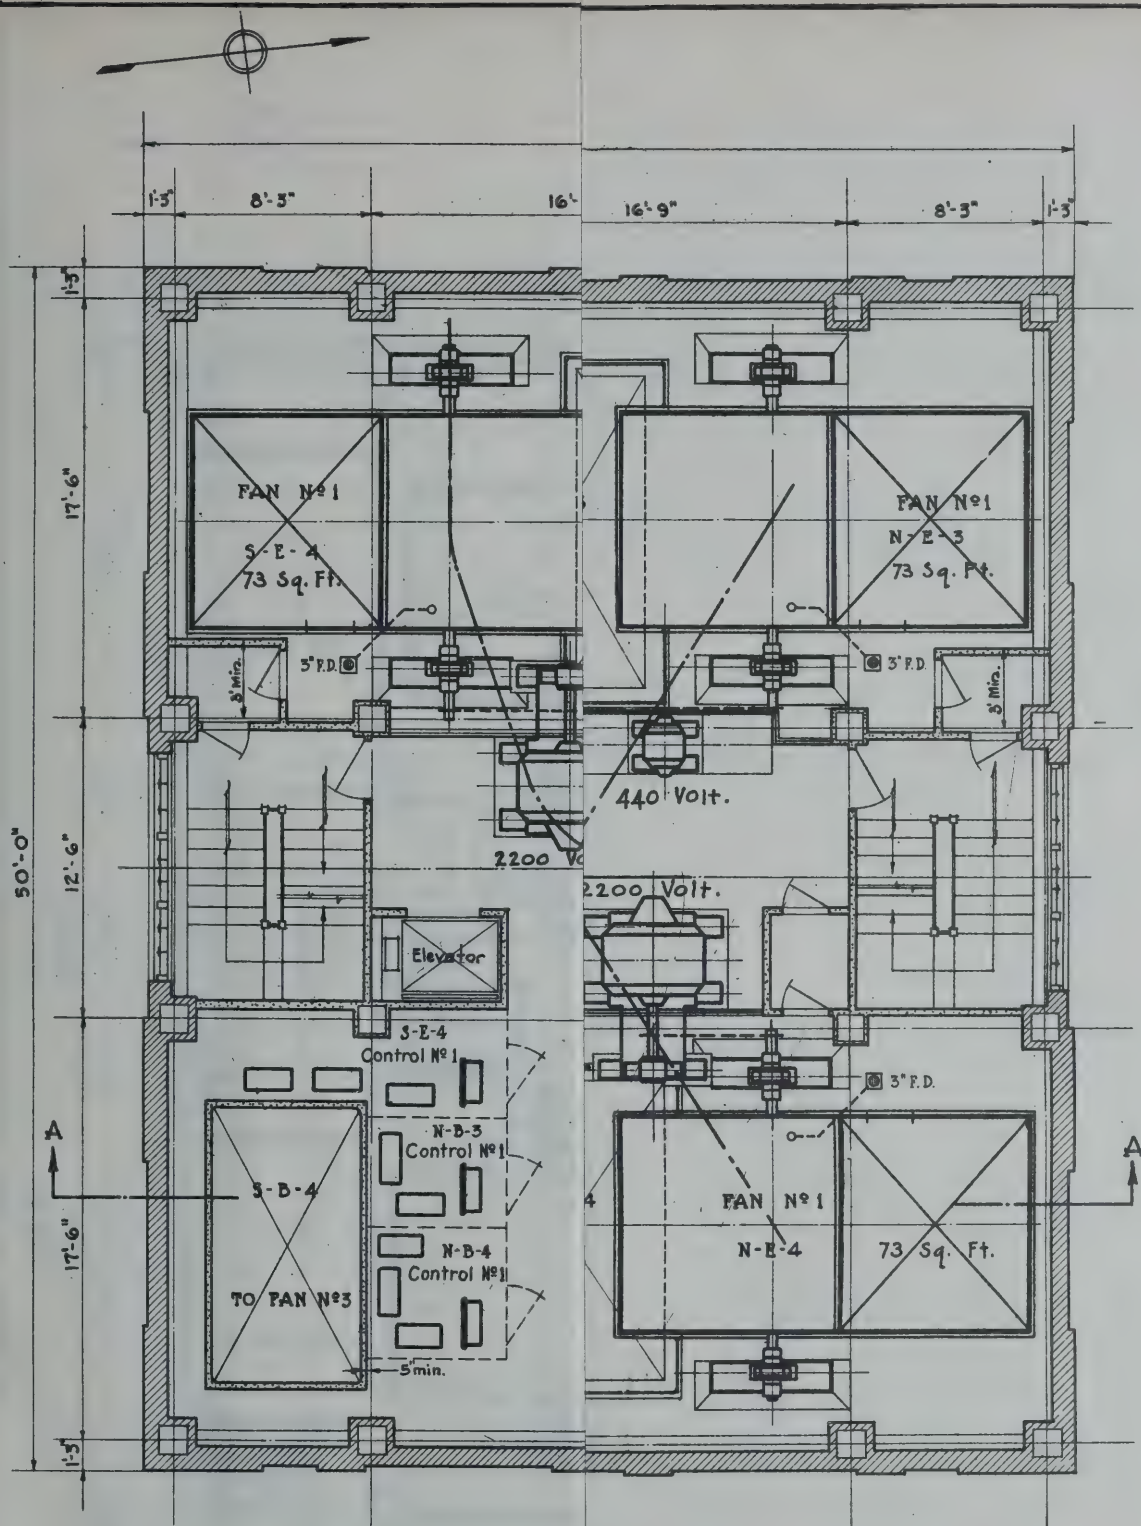 1'-3"
8'-3"
16'-
16'-9"
8'-3"
1'-3"
1'-3"
17'-6"
50'-0"
12'-6"
17'-6"
1'-3"
FAN Nº1
S-E-4
73 Sq. Ft.
FAN Nº1
N-E-3
73 Sq. Ft.
3" F.D.
3' Min.
3" F.D.
3' Min.
440 Volt.
2200 Vo
2200 Volt.
Elevator
S-E-4
Control Nº1
3" F.D.
N-B-3
Control Nº1
A
A
S-B-4
4
FAN Nº1
N-E-4
73 Sq. Ft.
N-B-4
Control Nº1
TO FAN Nº3
5"min.